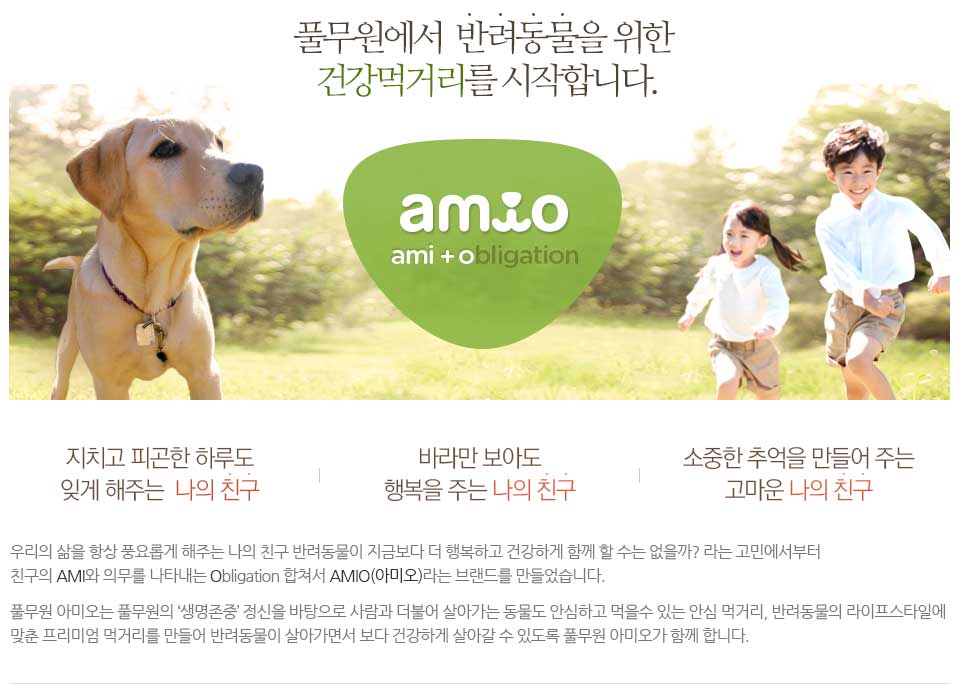 풀무원에서 반려동물을 위한
건강먹거리를 시작합니다.
amio
ami + obligation
지치고 피곤한 하루도
잊게 해주는 나의 친구
바라만 보아도
행복을 주는 나의 친구
소중한 추억을 만들어 주는
고마운 나의 친구
우리의 삶을 항상 풍요롭게 해주는 나의 친구 반려동물이 지금보다 더 행복하고 건강하게 함께 할 수는 없을까? 라는 고민에서부터
친구의 AMI와 의무를 나타내는 Obligation 합쳐서 AMIO(아미오)라는 브랜드를 만들었습니다.
풀무원 아미오는 풀무원의 ‘생명존중’ 정신을 바탕으로 사람과 더불어 살아가는 동물도 안심하고 먹을수 있는 안심 먹거리, 반려동물의 라이프스타일에
맞춘 프리미엄 먹거리를 만들어 반려동물이 살아가면서 보다 건강하게 살아갈 수 있도록 풀무원 아미오가 함께 합니다.